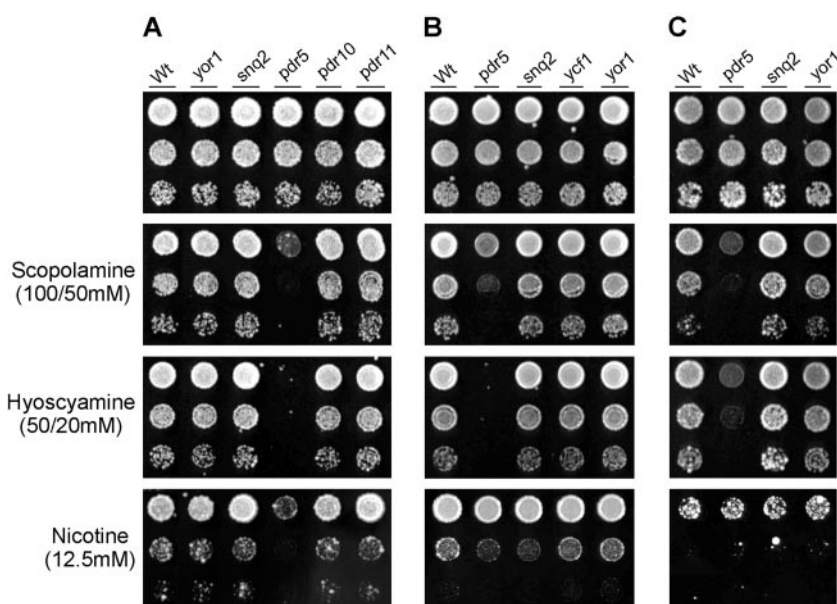 A B C
Wt yor1 snq2 pdr5 pdr10 pdr11 Wt pdr5 snq2 ycf1 yor1 Wt pdr5 snq2 yor1
Scopolamine
(100/50mM)
Hyoscyamine
(50/20mM)
Nicotine
(12.5mM)